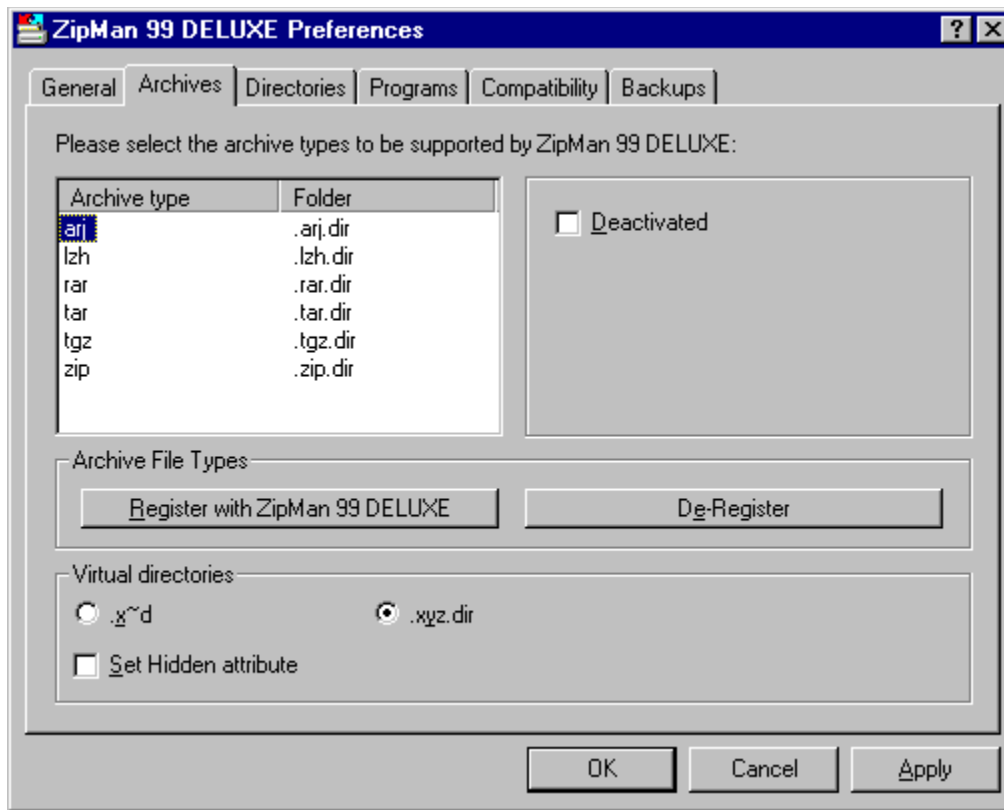 ZipMan 99 DELUXE Preferences
General Archives Directories Programs Compatibility Backups
Please select the archive types to be supported by ZipMan 99 DELUXE:
Archive type Folder
arj .arj.dir
lzh .lzh.dir
rar .rar.dir
tar .tar.dir
tgz .tgz.dir
zip .zip.dir
Deactivated
Archive File Types
Register with ZipMan 99 DELUXE De-Register
Virtual directories
.x~d .xyz.dir
Set Hidden attribute
OK Cancel Apply